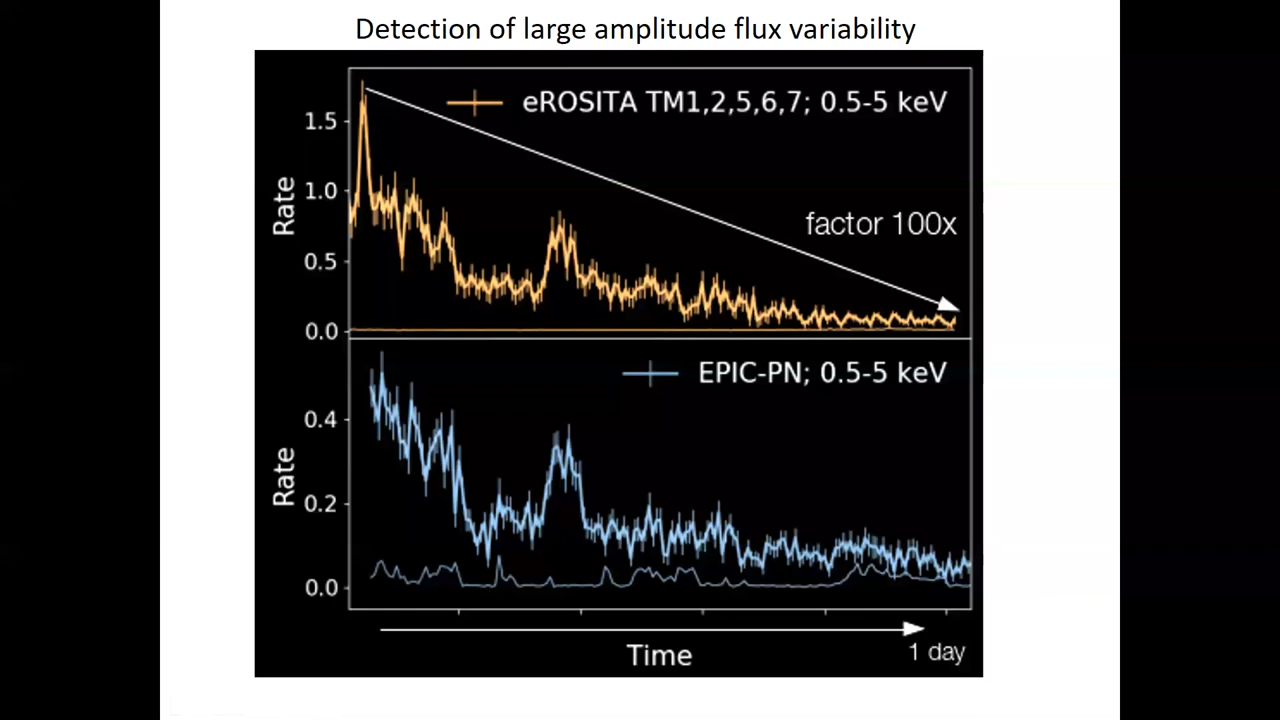 Detection of large amplitude flux variability
eROSITA TM1,2,5,6,7; 0.5-5 keV
1.5
1.0
0.5
0.0
Rate
factor 100x
EPIC-PN; 0.5-5 keV
0.4
0.2
0.0
Rate
Time
1 day